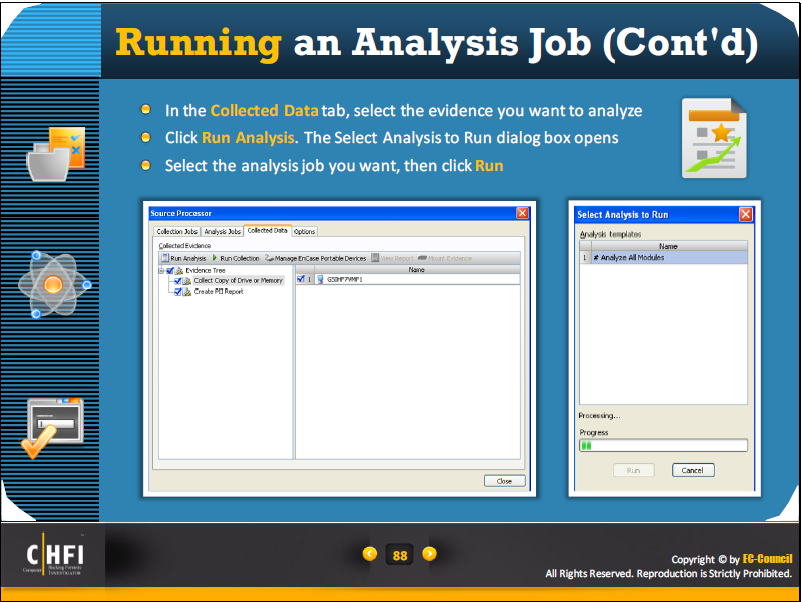 Running an Analysis Job (Cont'd)
In the Collected Data tab, select the evidence you want to analyze
Click Run Analysis. The Select Analysis to Run dialog box opens
Select the analysis job you want, then click Run
Source Processor
Collection Jobs Analysis Jobs Collected Data Options
Collected Evidence
Run Analysis Run Collection Manage EnCase Portable Devices View Report Mount Evidence
Evidence Tree
Collect Copy of Drive or Memory
Create PII Report
Name
1
Close
Select Analysis to Run
Analysis templates
Name
1 # Analyze All Modules
Processing...
Progress
Run Cancel
CHFI
Computer Hacking Forensic
INVESTIGATOR
88
Copyright © by EC-Council
All Rights Reserved. Reproduction is Strictly Prohibited.